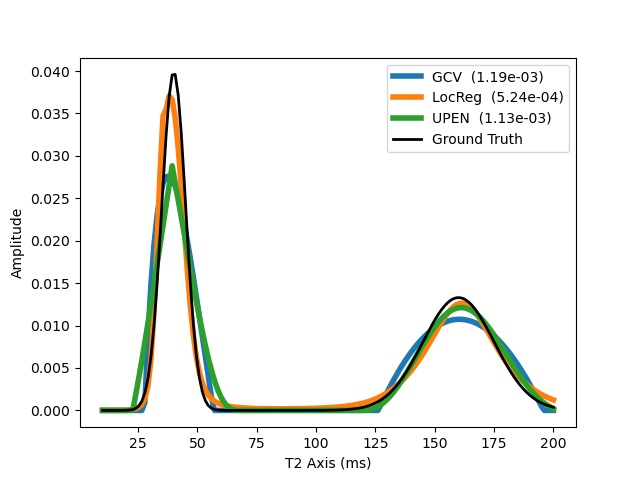 GCV (1.19e-03)
LocReg (5.24e-04)
UPEN (1.13e-03)
Ground Truth
Amplitude
0.040
0.035
0.030
0.025
0.020
0.015
0.010
0.005
0.000
25 50 75 100 125 150 175 200
T2 Axis (ms)